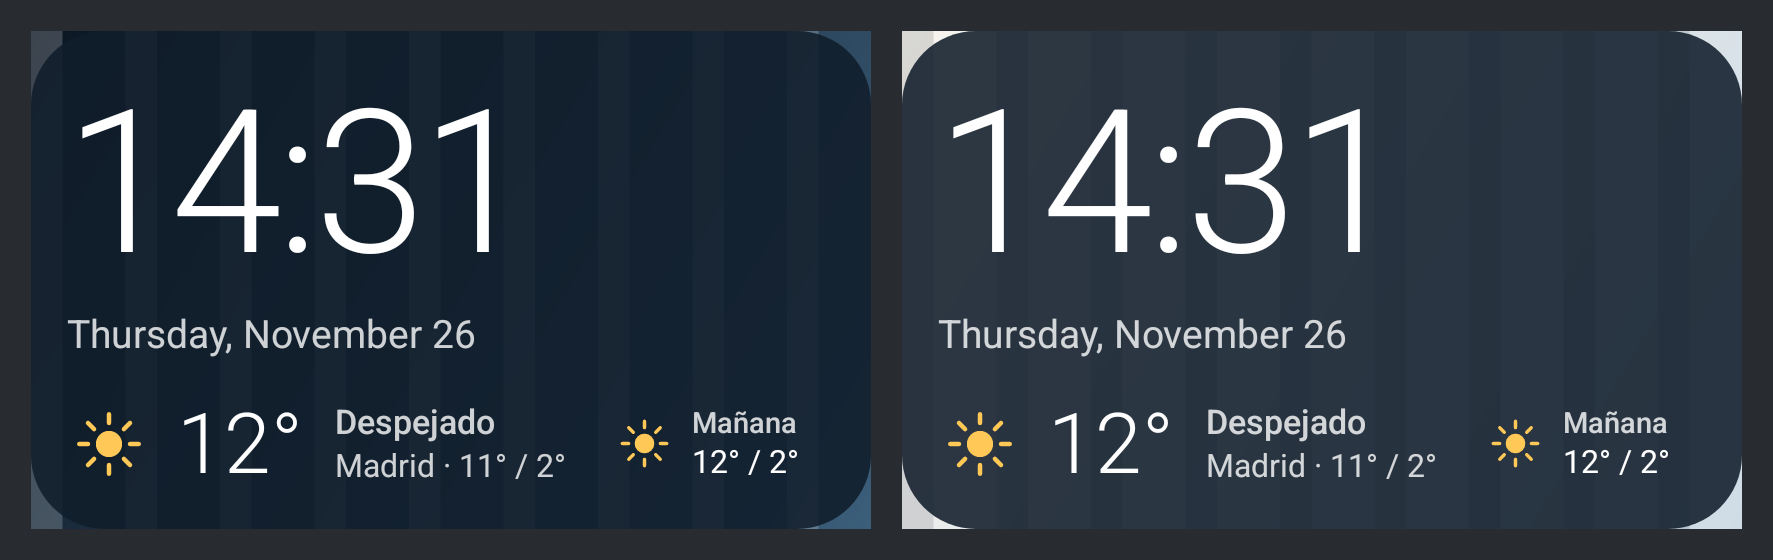 14:31
Thursday, November 26
12° Despejado
Madrid · 11° / 2°
Mañana
12° / 2°
14:31
Thursday, November 26
12° Despejado
Madrid · 11° / 2°
Mañana
12° / 2°